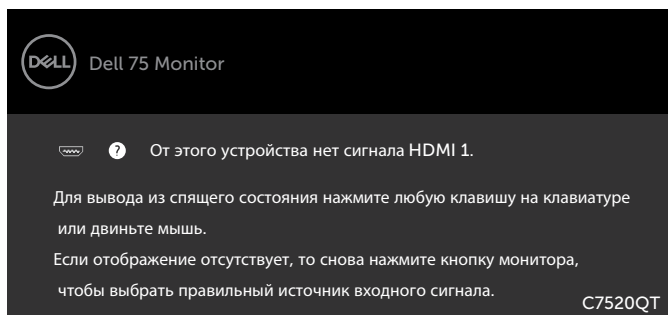 DELL
Dell 75 Monitor
? От этого устройства нет сигнала HDMI 1.
Для вывода из спящего состояния нажмите любую клавишу на клавиатуре
или двиньте мышь.
Если отображение отсутствует, то снова нажмите кнопку монитора,
чтобы выбрать правильный источник входного сигнала.
C7520QT